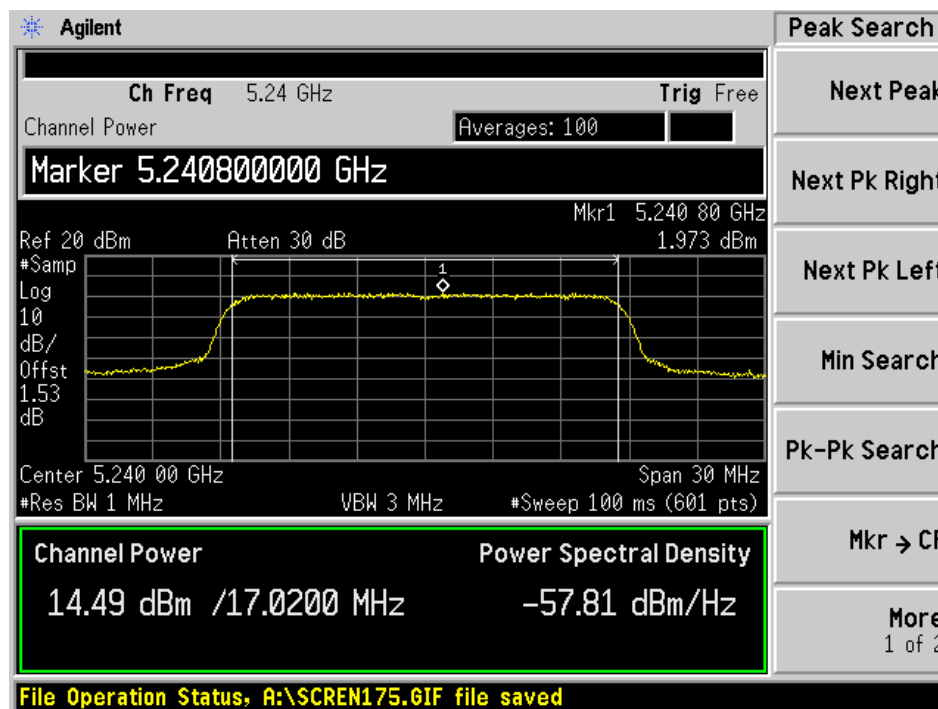 Agilent
Peak Search
Ch Freq 5.24 GHz Trig Free
Channel Power Averages: 100
Marker 5.240800000 GHz
Mkr1 5.240 80 GHz
Ref 20 dBm Atten 30 dB 1.973 dBm
#Samp
Log
10
dB/
Offst
1.53
dB
1
Center 5.240 00 GHz Span 30 MHz
#Res BW 1 MHz VBW 3 MHz #Sweep 100 ms (601 pts)
Channel Power Power Spectral Density
14.49 dBm /17.0200 MHz -57.81 dBm/Hz
File Operation Status, A:\SCREN175.GIF file saved
Next Peak
Next Pk Right
Next Pk Left
Min Search
Pk-Pk Search
Mkr → CF
More
1 of 2